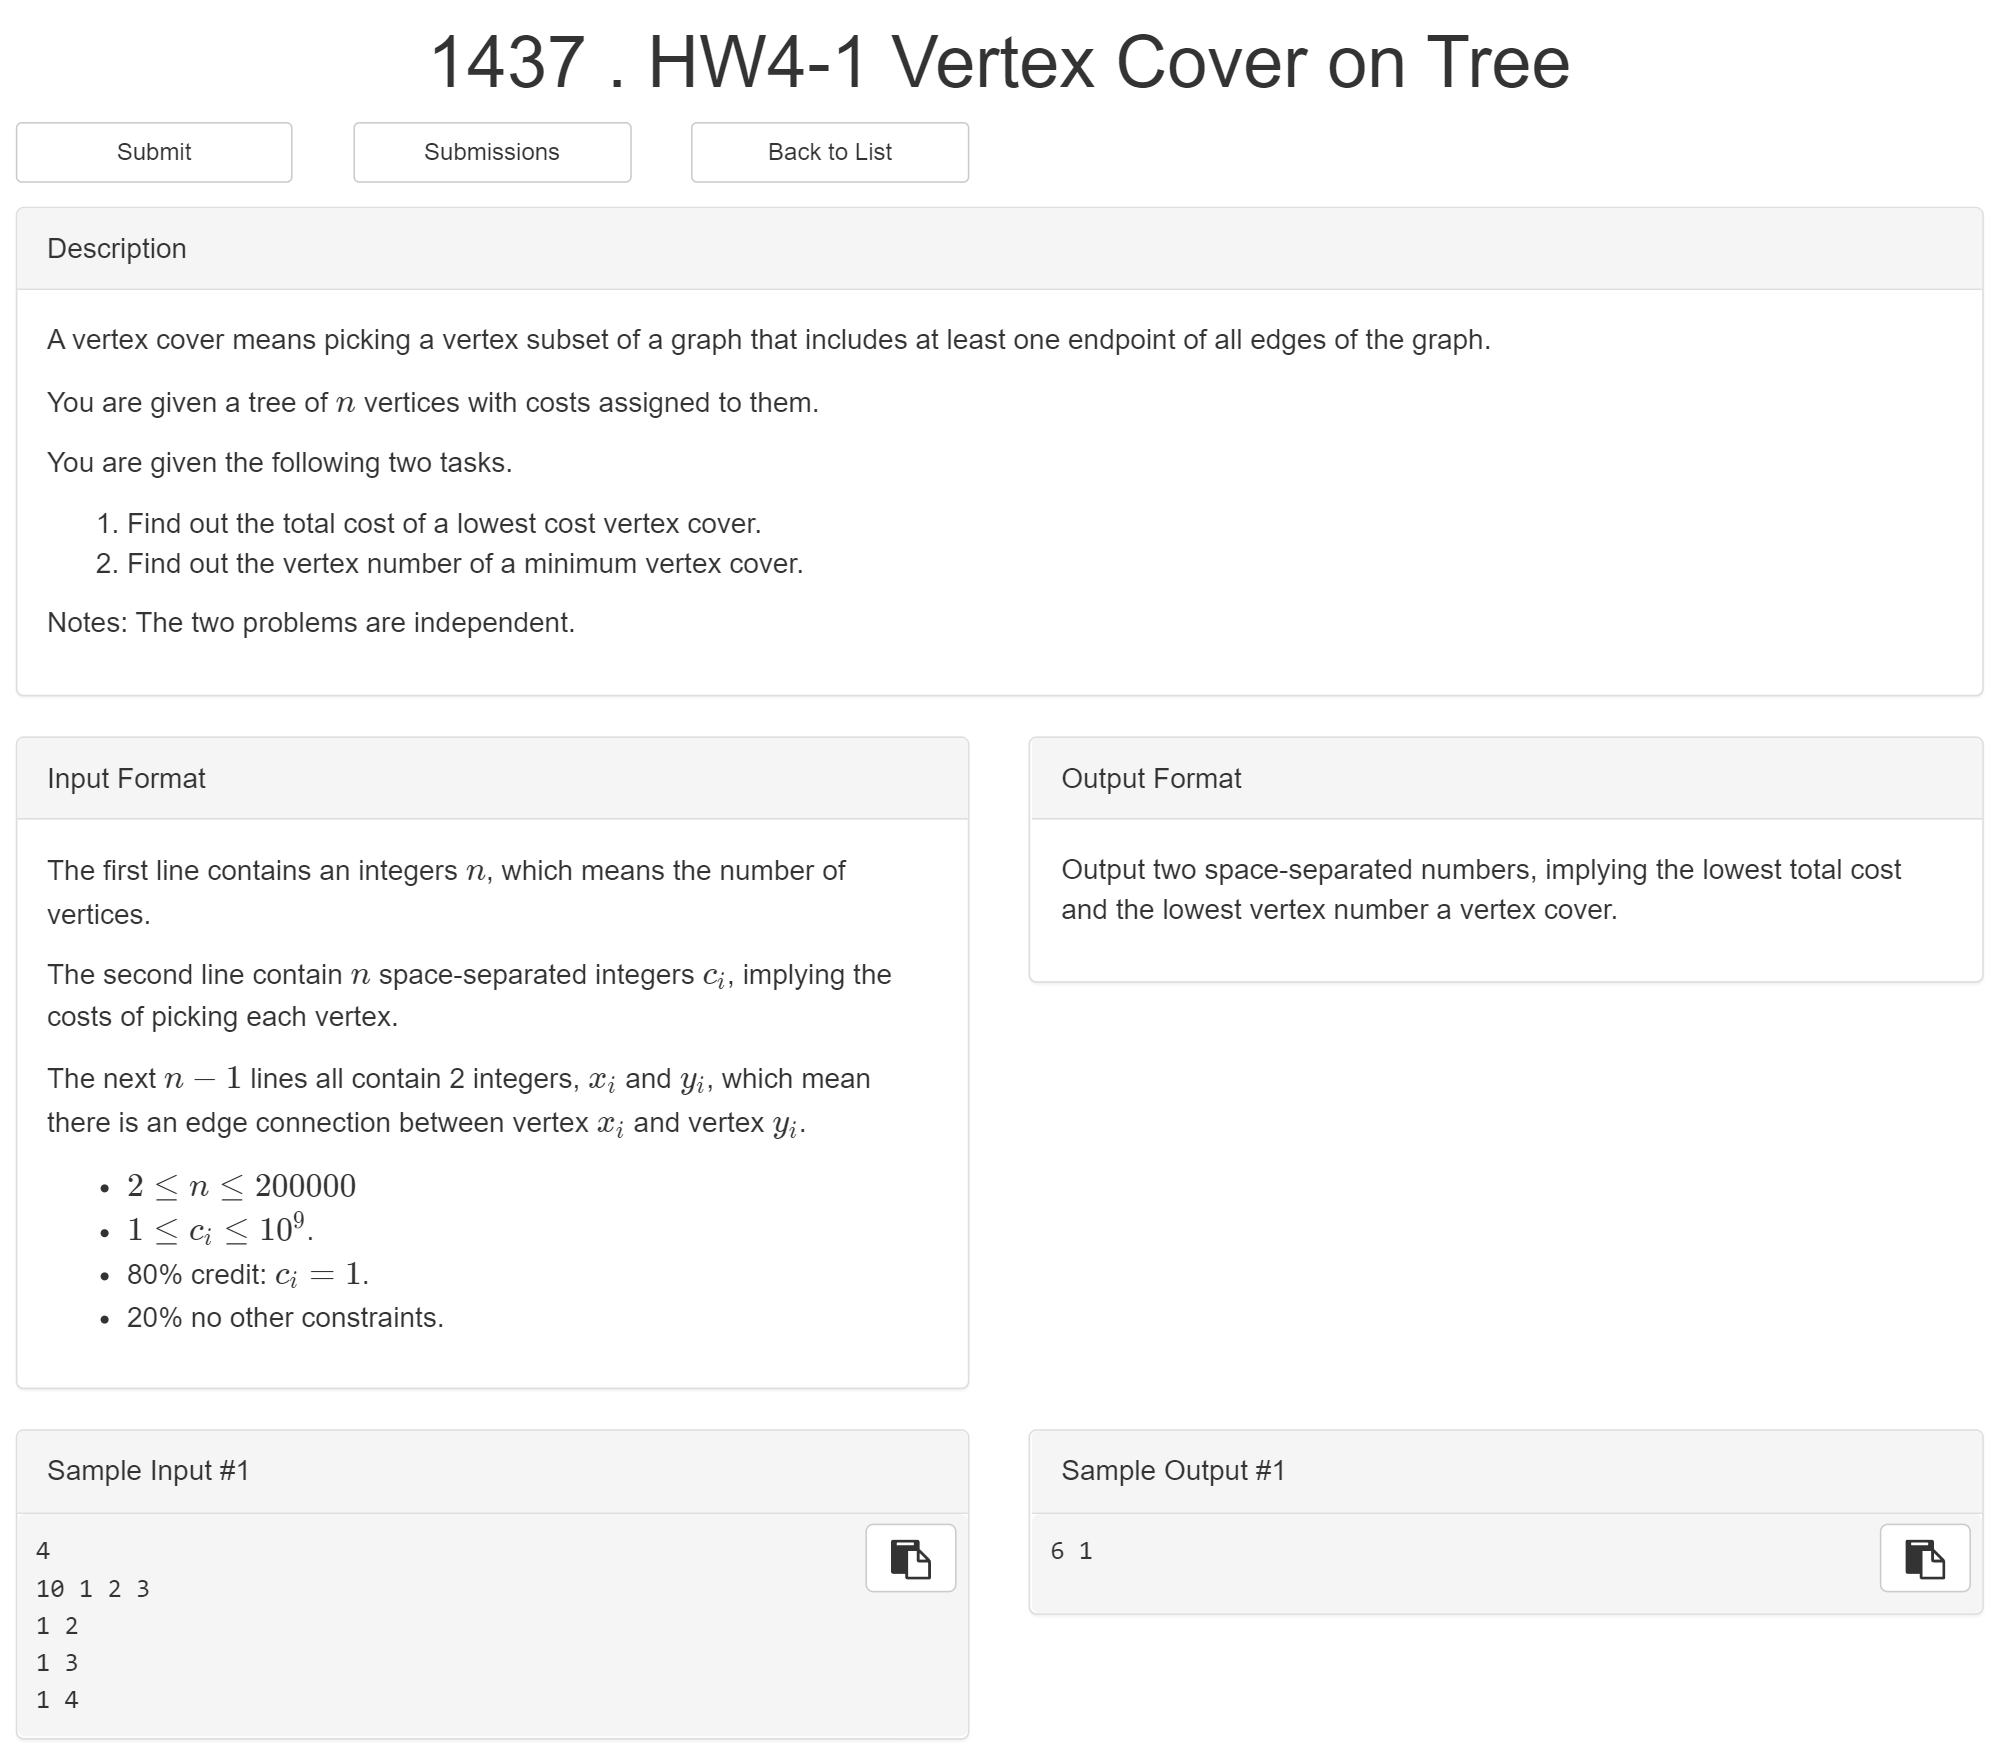 1437 . HW4-1 Vertex Cover on Tree
Submit
Submissions
Back to List
Description
A vertex cover means picking a vertex subset of a graph that includes at least one endpoint of all edges of the graph.
You are given a tree of n vertices with costs assigned to them.
You are given the following two tasks.
1. Find out the total cost of a lowest cost vertex cover.
2. Find out the vertex number of a minimum vertex cover.
Notes: The two problems are independent.
Input Format
The first line contains an integers n, which means the number of
vertices.
The second line contain n space-separated integers c_i, implying the
costs of picking each vertex.
The next n − 1 lines all contain 2 integers, x_i and y_i, which mean
there is an edge connection between vertex x_i and vertex y_i.
• 2 ≤ n ≤ 200000
• 1 ≤ c_i ≤ 10^9.
• 80% credit: c_i = 1.
• 20% no other constraints.
Output Format
Output two space-separated numbers, implying the lowest total cost
and the lowest vertex number a vertex cover.
Sample Input #1
4
10 1 2 3
1 2
1 3
1 4
Sample Output #1
6 1